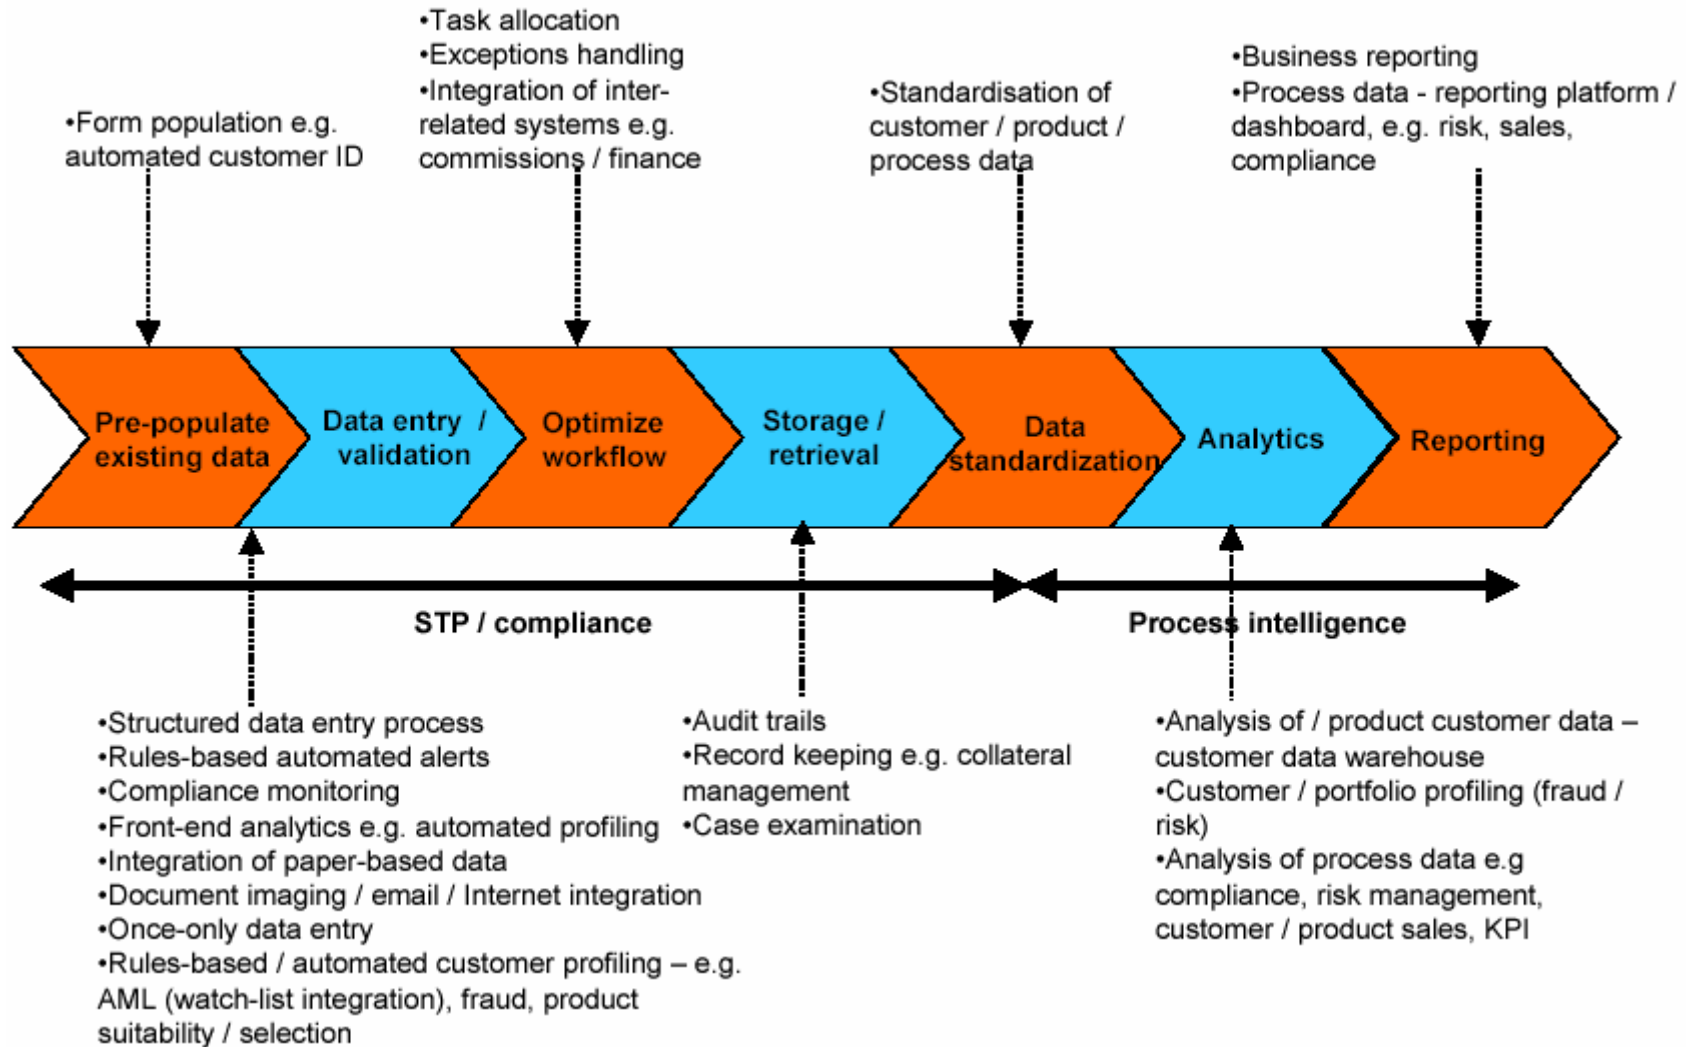 •Task allocation
•Exceptions handling
•Integration of inter-
related systems e.g.
commissions / finance
•Form population e.g.
automated customer ID
•Standardisation of
customer / product /
process data
•Business reporting
•Process data - reporting platform /
dashboard, e.g. risk, sales,
compliance
Pre-populate
existing data
Data entry /
validation
Optimize
workflow
Storage /
retrieval
Data
standardization
Analytics
Reporting
STP / compliance
Process intelligence
•Structured data entry process
•Rules-based automated alerts
•Compliance monitoring
•Front-end analytics e.g. automated profiling
•Integration of paper-based data
•Document imaging / email / Internet integration
•Once-only data entry
•Rules-based / automated customer profiling – e.g.
AML (watch-list integration), fraud, product
suitability / selection
•Audit trails
•Record keeping e.g. collateral
management
•Case examination
•Analysis of / product customer data –
customer data warehouse
•Customer / portfolio profiling (fraud /
risk)
•Analysis of process data e.g
compliance, risk management,
customer / product sales, KPI